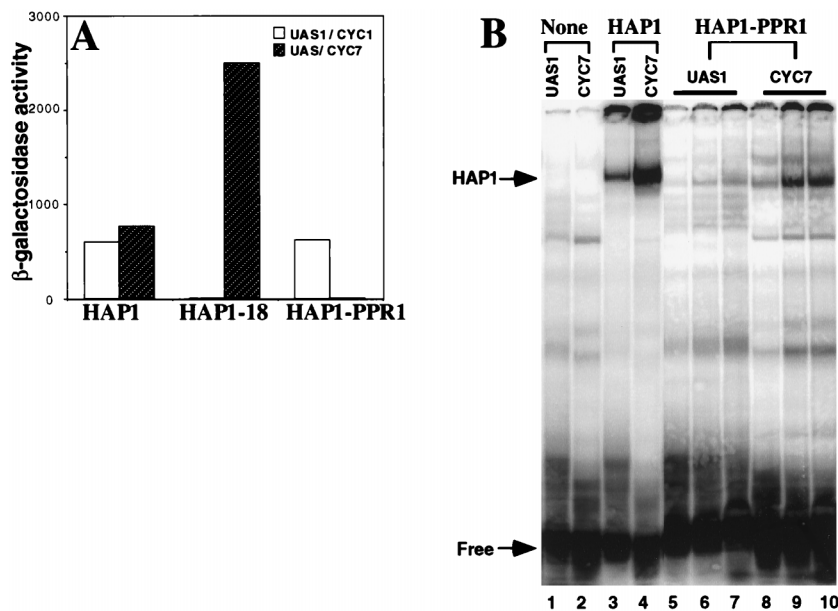 A
UAS1/CYC1
UAS/CYC7
β-galactosidase activity
3000
2000
1000
0
HAP1 HAP1-18 HAP1-PPR1
B
None HAP1 HAP1-PPR1
UAS1 CYC7 UAS1 CYC7 UAS1 CYC7
HAP1
Free
1 2 3 4 5 6 7 8 9 10